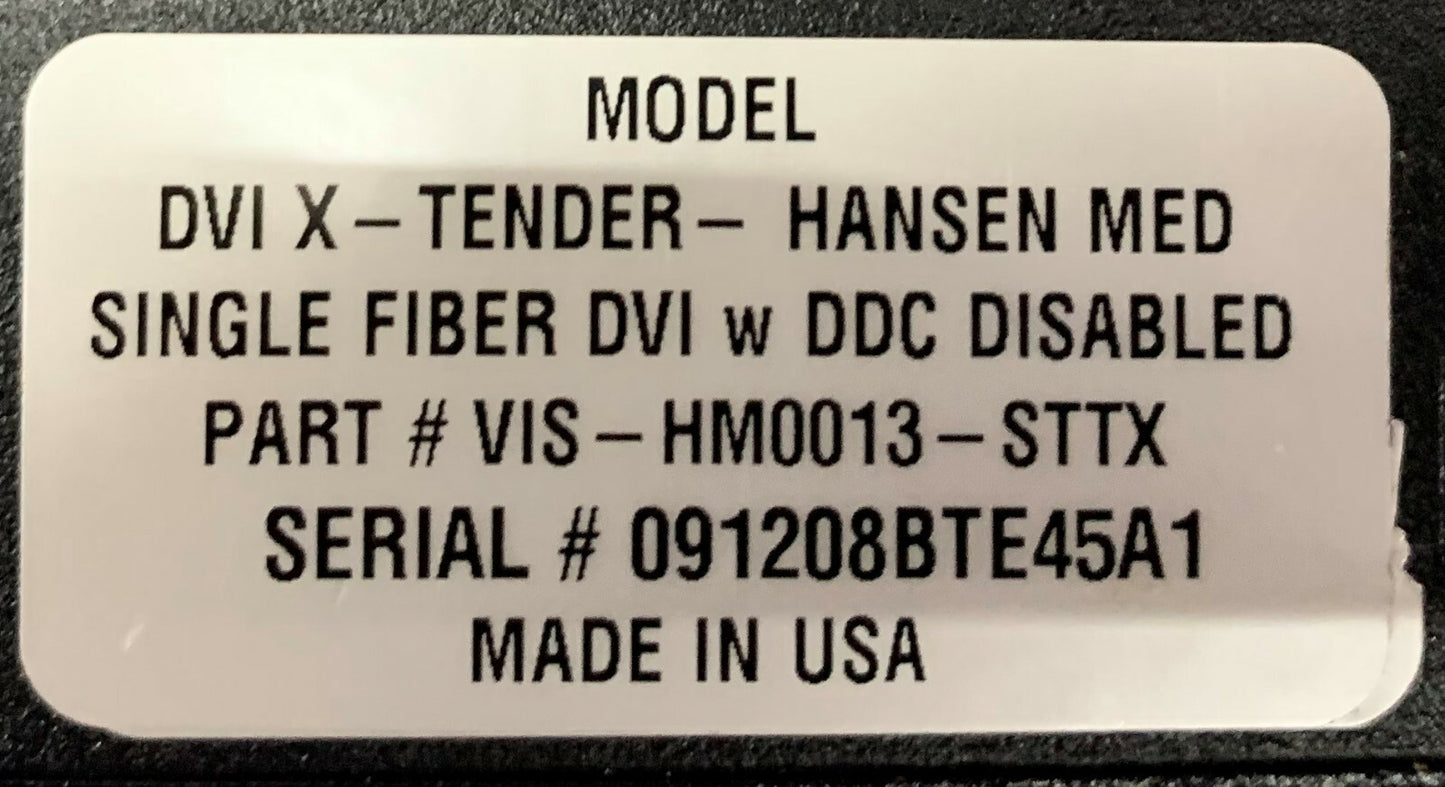 MODEL
DVI X-TENDER- HANSEN MED
SINGLE FIBER DVI w DDC DISABLED
PART # VIS-HM0013-STTX
SERIAL # 091208BTE45A1
MADE IN USA